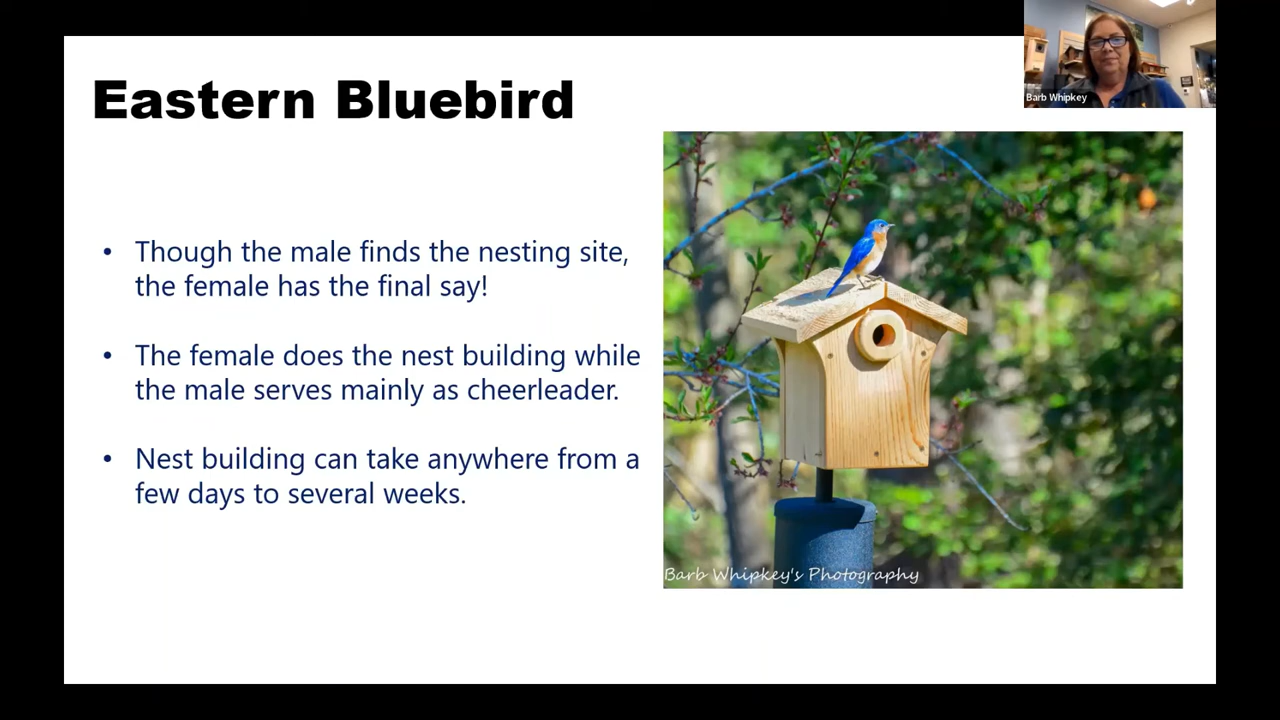 Eastern Bluebird
Barb Whipkey
• Though the male finds the nesting site,
the female has the final say!
• The female does the nest building while
the male serves mainly as cheerleader.
• Nest building can take anywhere from a
few days to several weeks.
Barb Whipkey's Photography